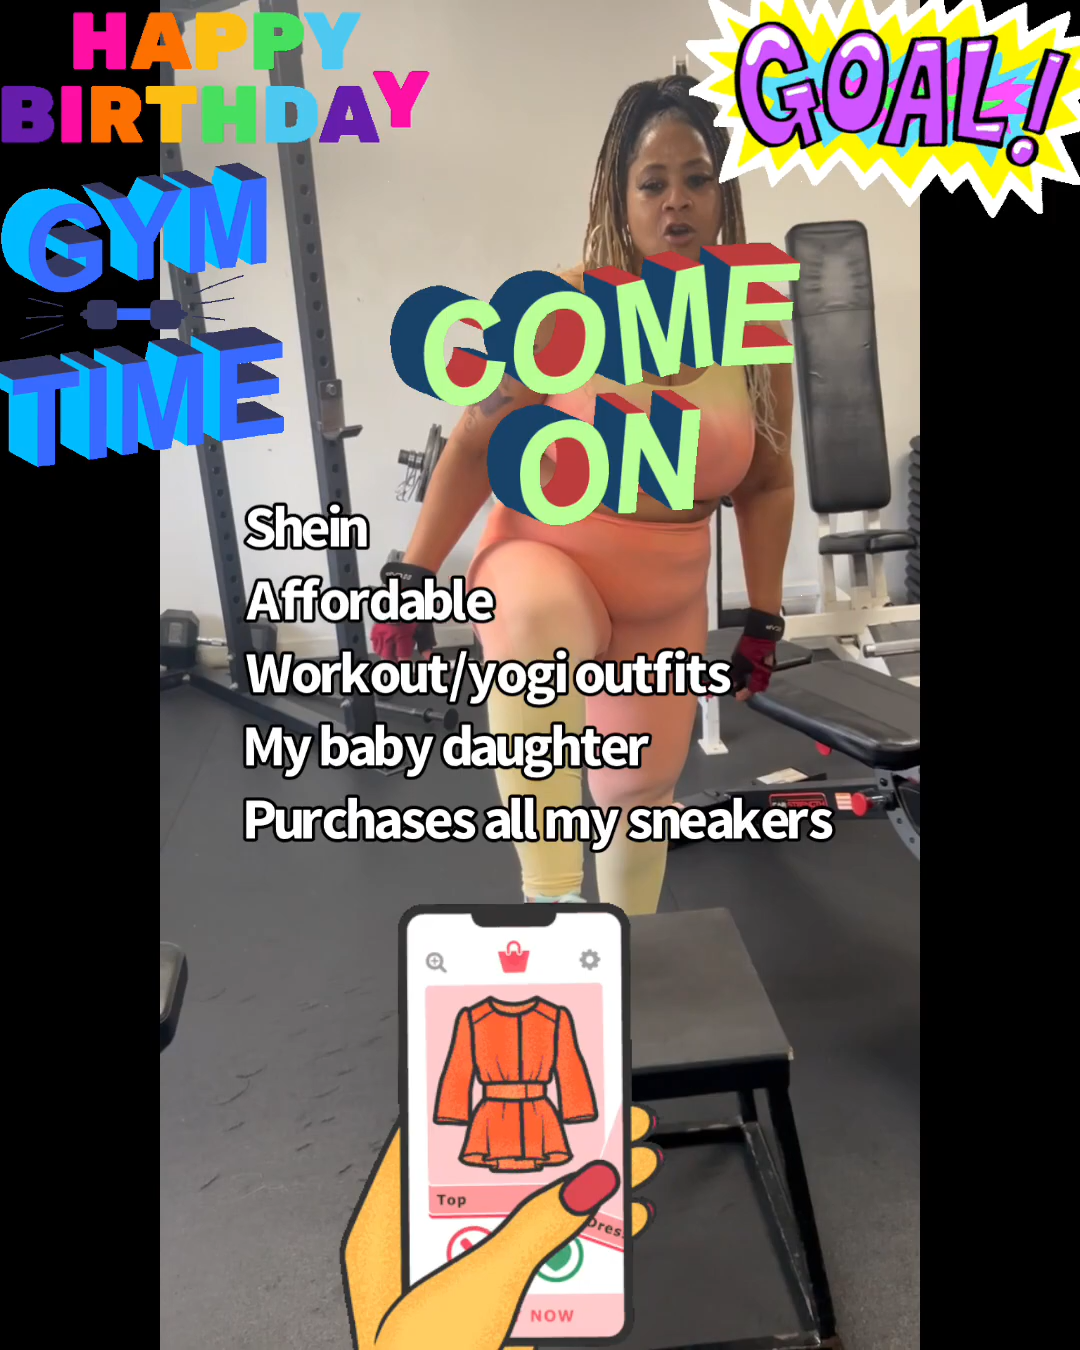 HAPPY
BIRTHDAY
GOAL!
GYM
TIME
COME
ON
Shein
Affordable
Workout/yogi outfits
My baby daughter
Purchases all my sneakers
Top
Dres
NOW